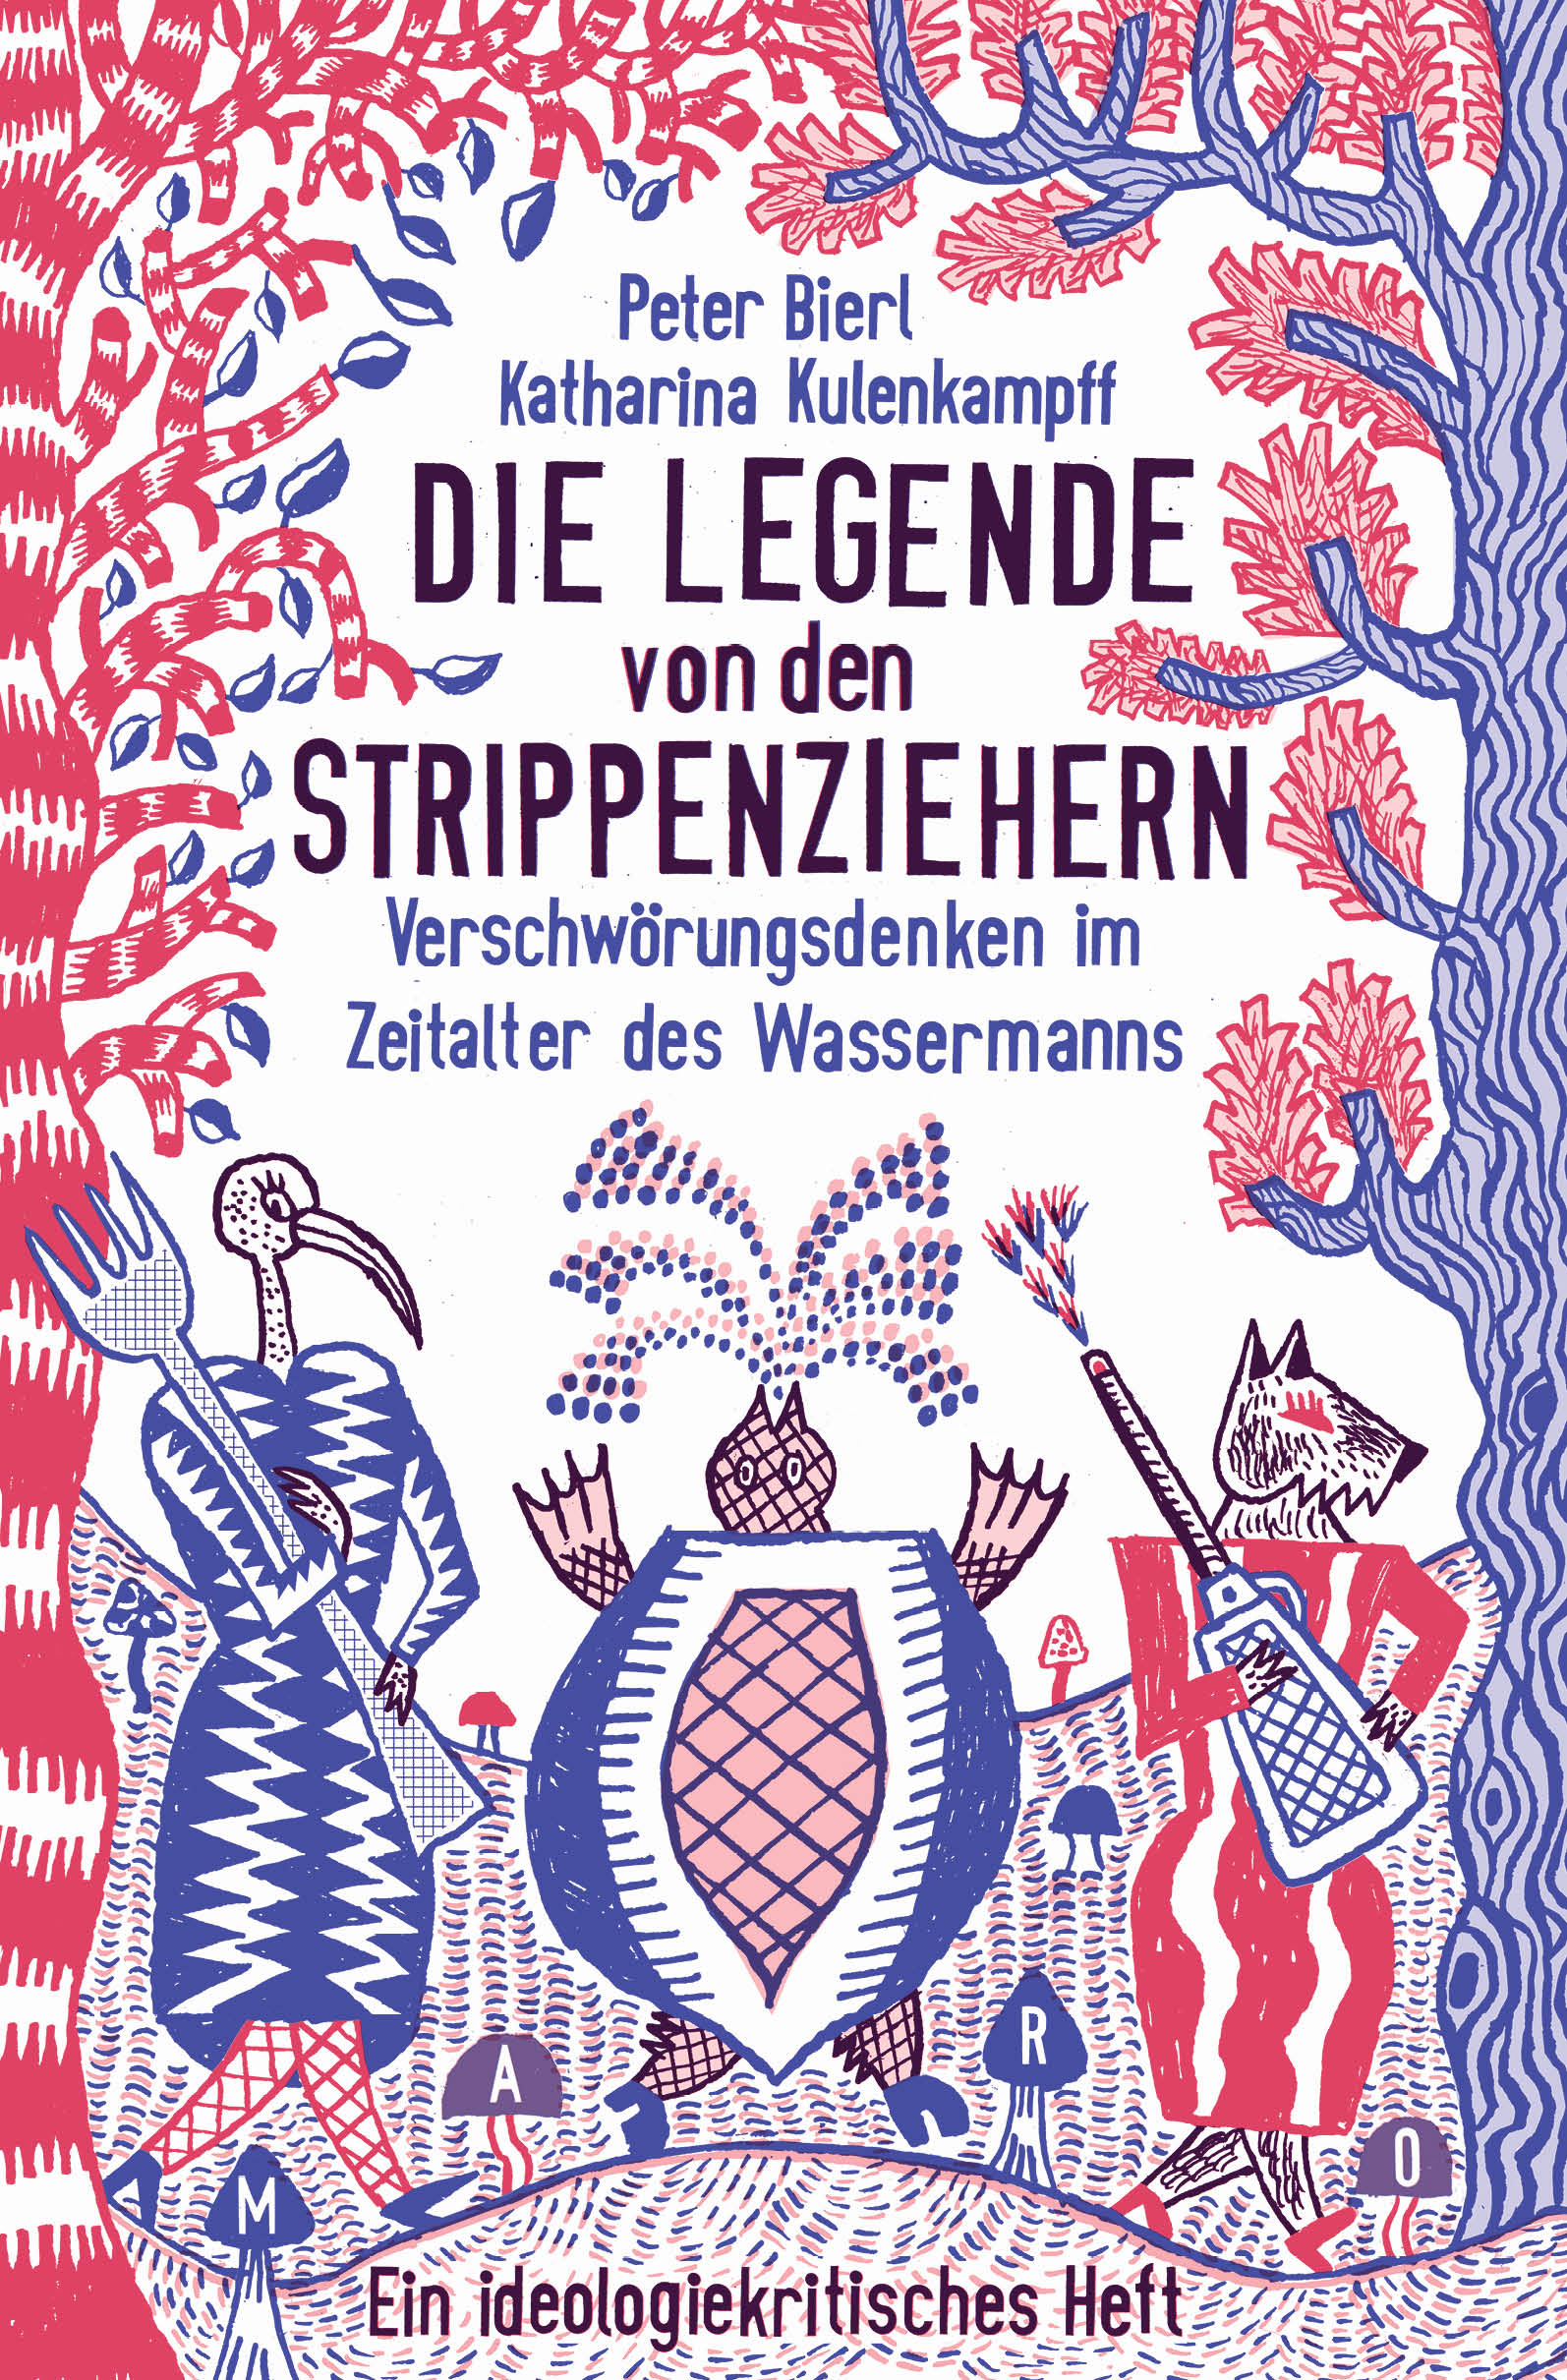 Peter Bierl
Katharina Kulenkampff
DIE LEGENDE
von den
STRIPPENZIEHERN
Verschwörungsdenken im
Zeitalter des Wassermanns
M A R O
Ein ideologiekritisches Heft